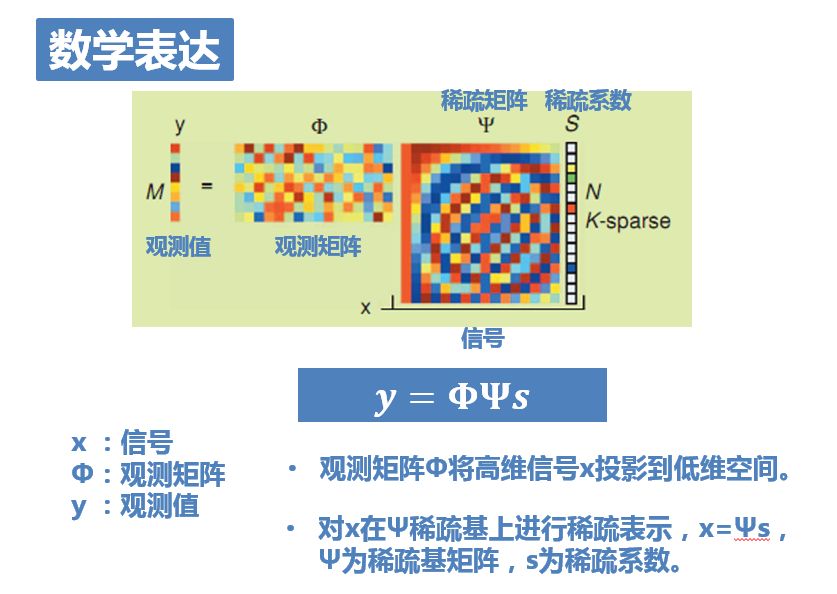 数学表达
稀疏矩阵 稀疏系数
y Φ Ψ S
M = N
K-sparse
观测值 观测矩阵
x
信号
y = ΦΨs
x ：信号
Φ：观测矩阵
y ：观测值
• 观测矩阵Φ将高维信号x投影到低维空间。
• 对x在Ψ稀疏基上进行稀疏表示，x=Ψs，
Ψ为稀疏基矩阵，s为稀疏系数。